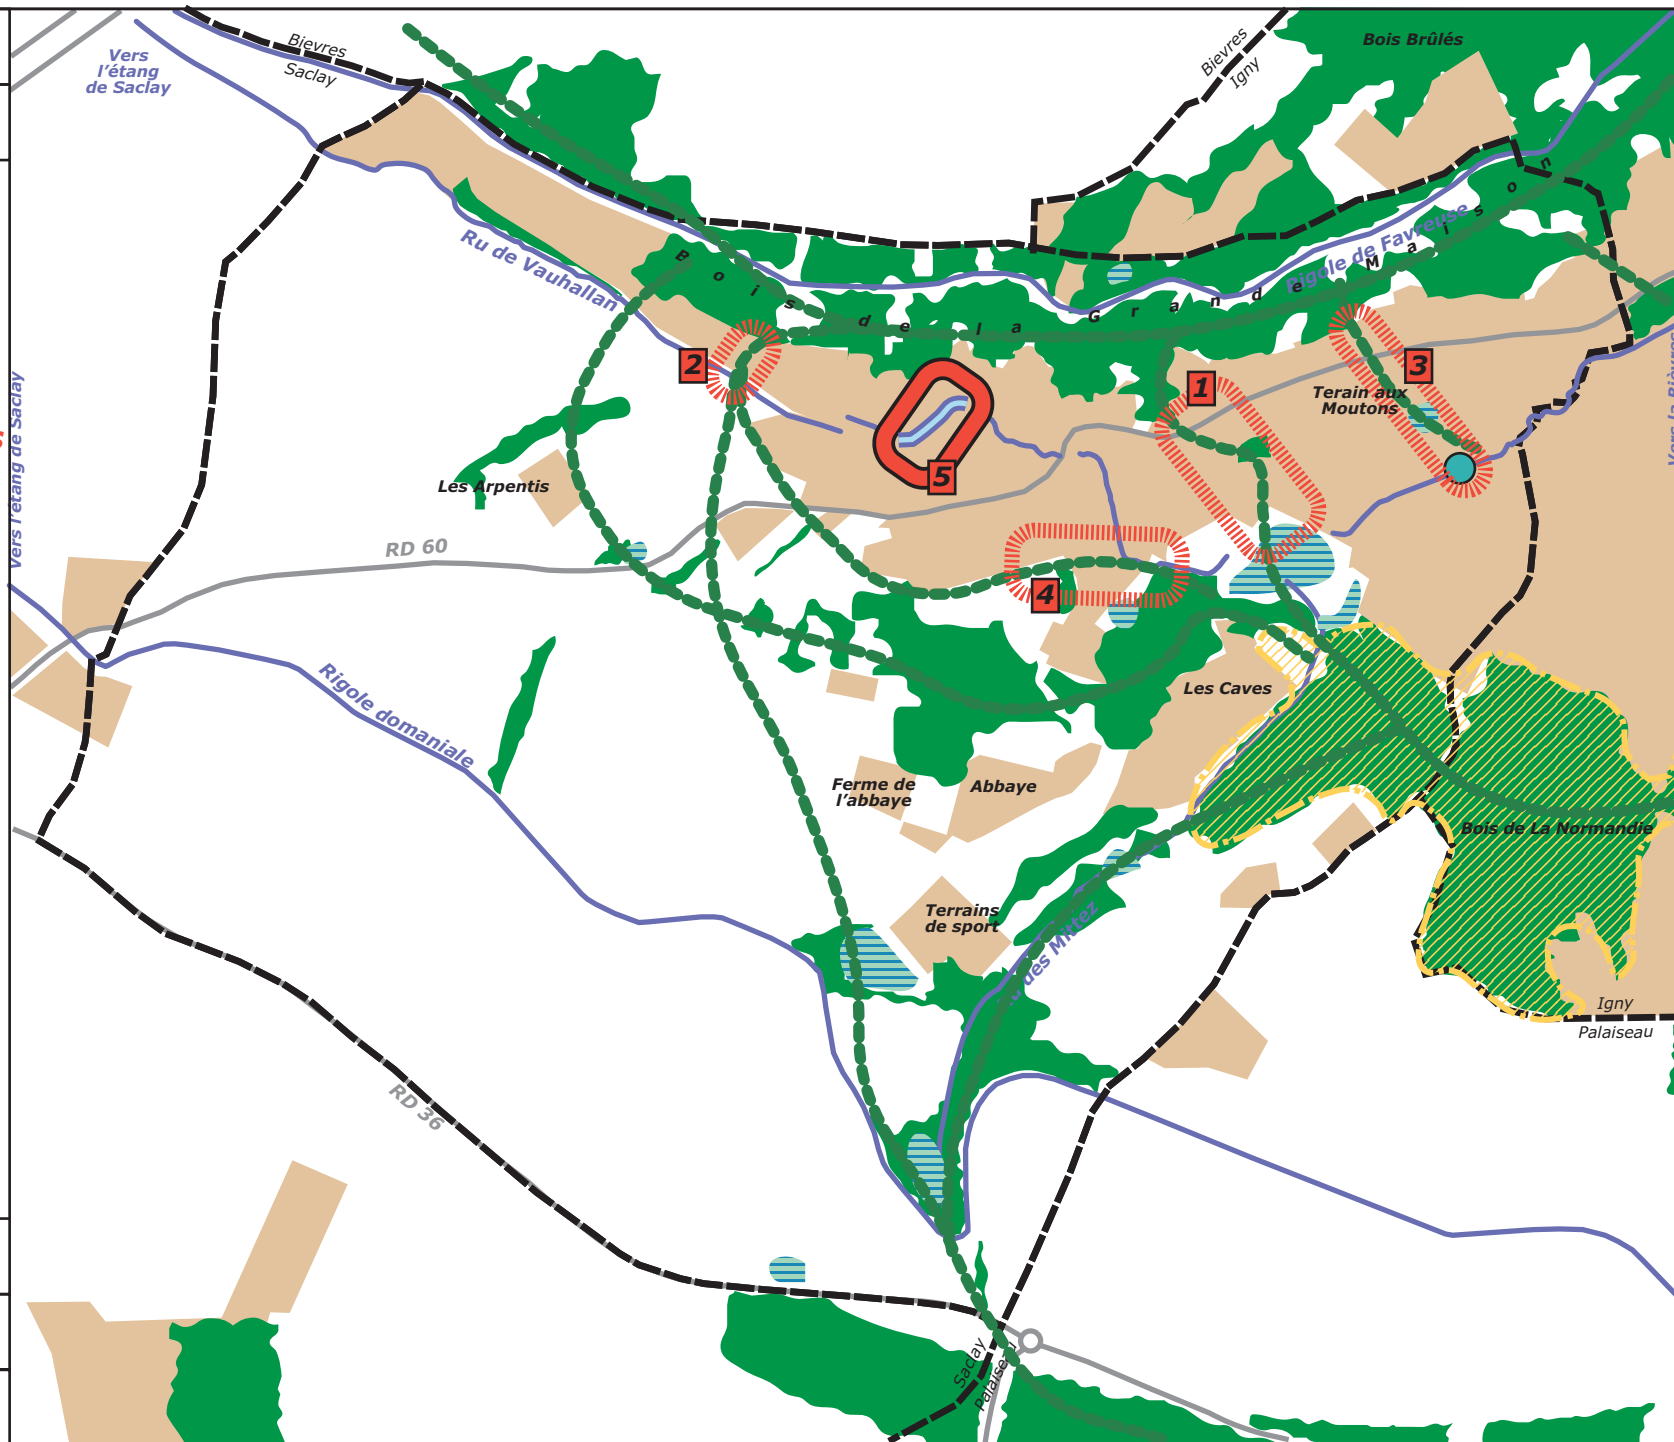 Bois Brûlés
Bievres
Saclay
Bievres
Igny
Vers
l'étang
de Saclay
Ru de Vauhallan
Bois de la Grande Maison
Rigole de Favreuse
2
1
3
Terain aux
Moutons
Vers l'étang de Saclay
Les Arpentis
5
RD 60
4
Rigole domaniale
Les Caves
Ferme de
l'abbaye
Abbaye
Bois de La Normandie
Terrains
de sport
Ru des Mittez
Igny
Palaiseau
RD 36
Saclay
Palaiseau